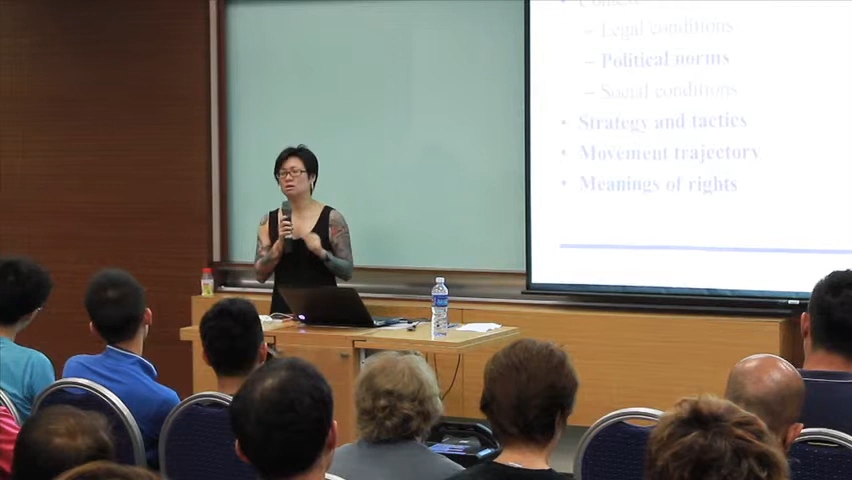 – Legal conditions
– Political norms
– Social conditions
• Strategy and tactics
• Movement trajectory
• Meanings of rights